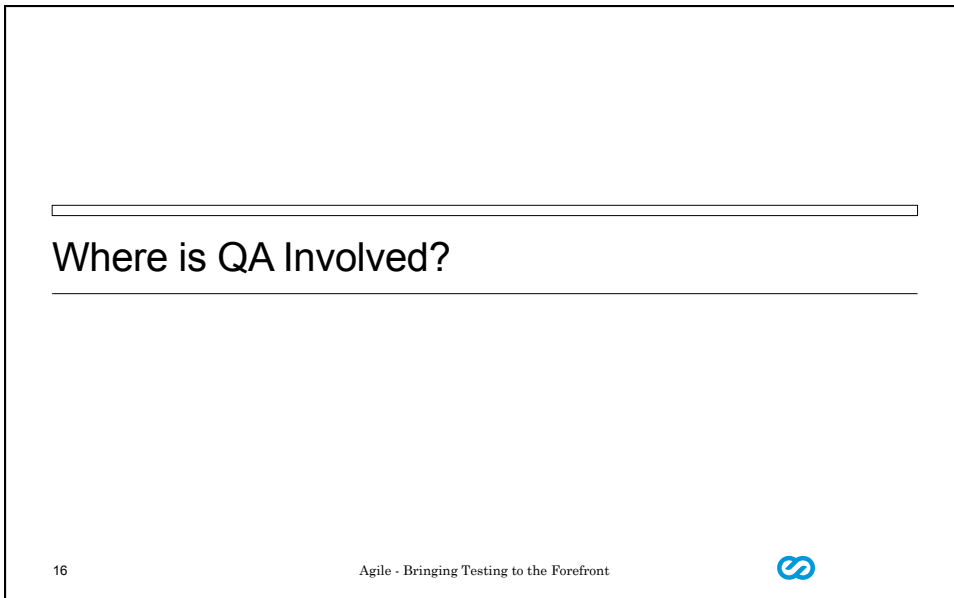 Where is QA Involved?
16
Agile - Bringing Testing to the Forefront